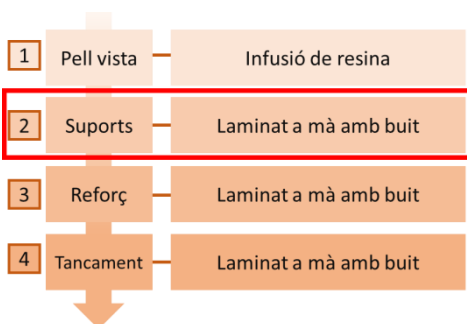 1 Pell vista Infusió de resina
2 Suports Laminat a mà amb buit
3 Reforç Laminat a mà amb buit
4 Tancament Laminat a mà amb buit